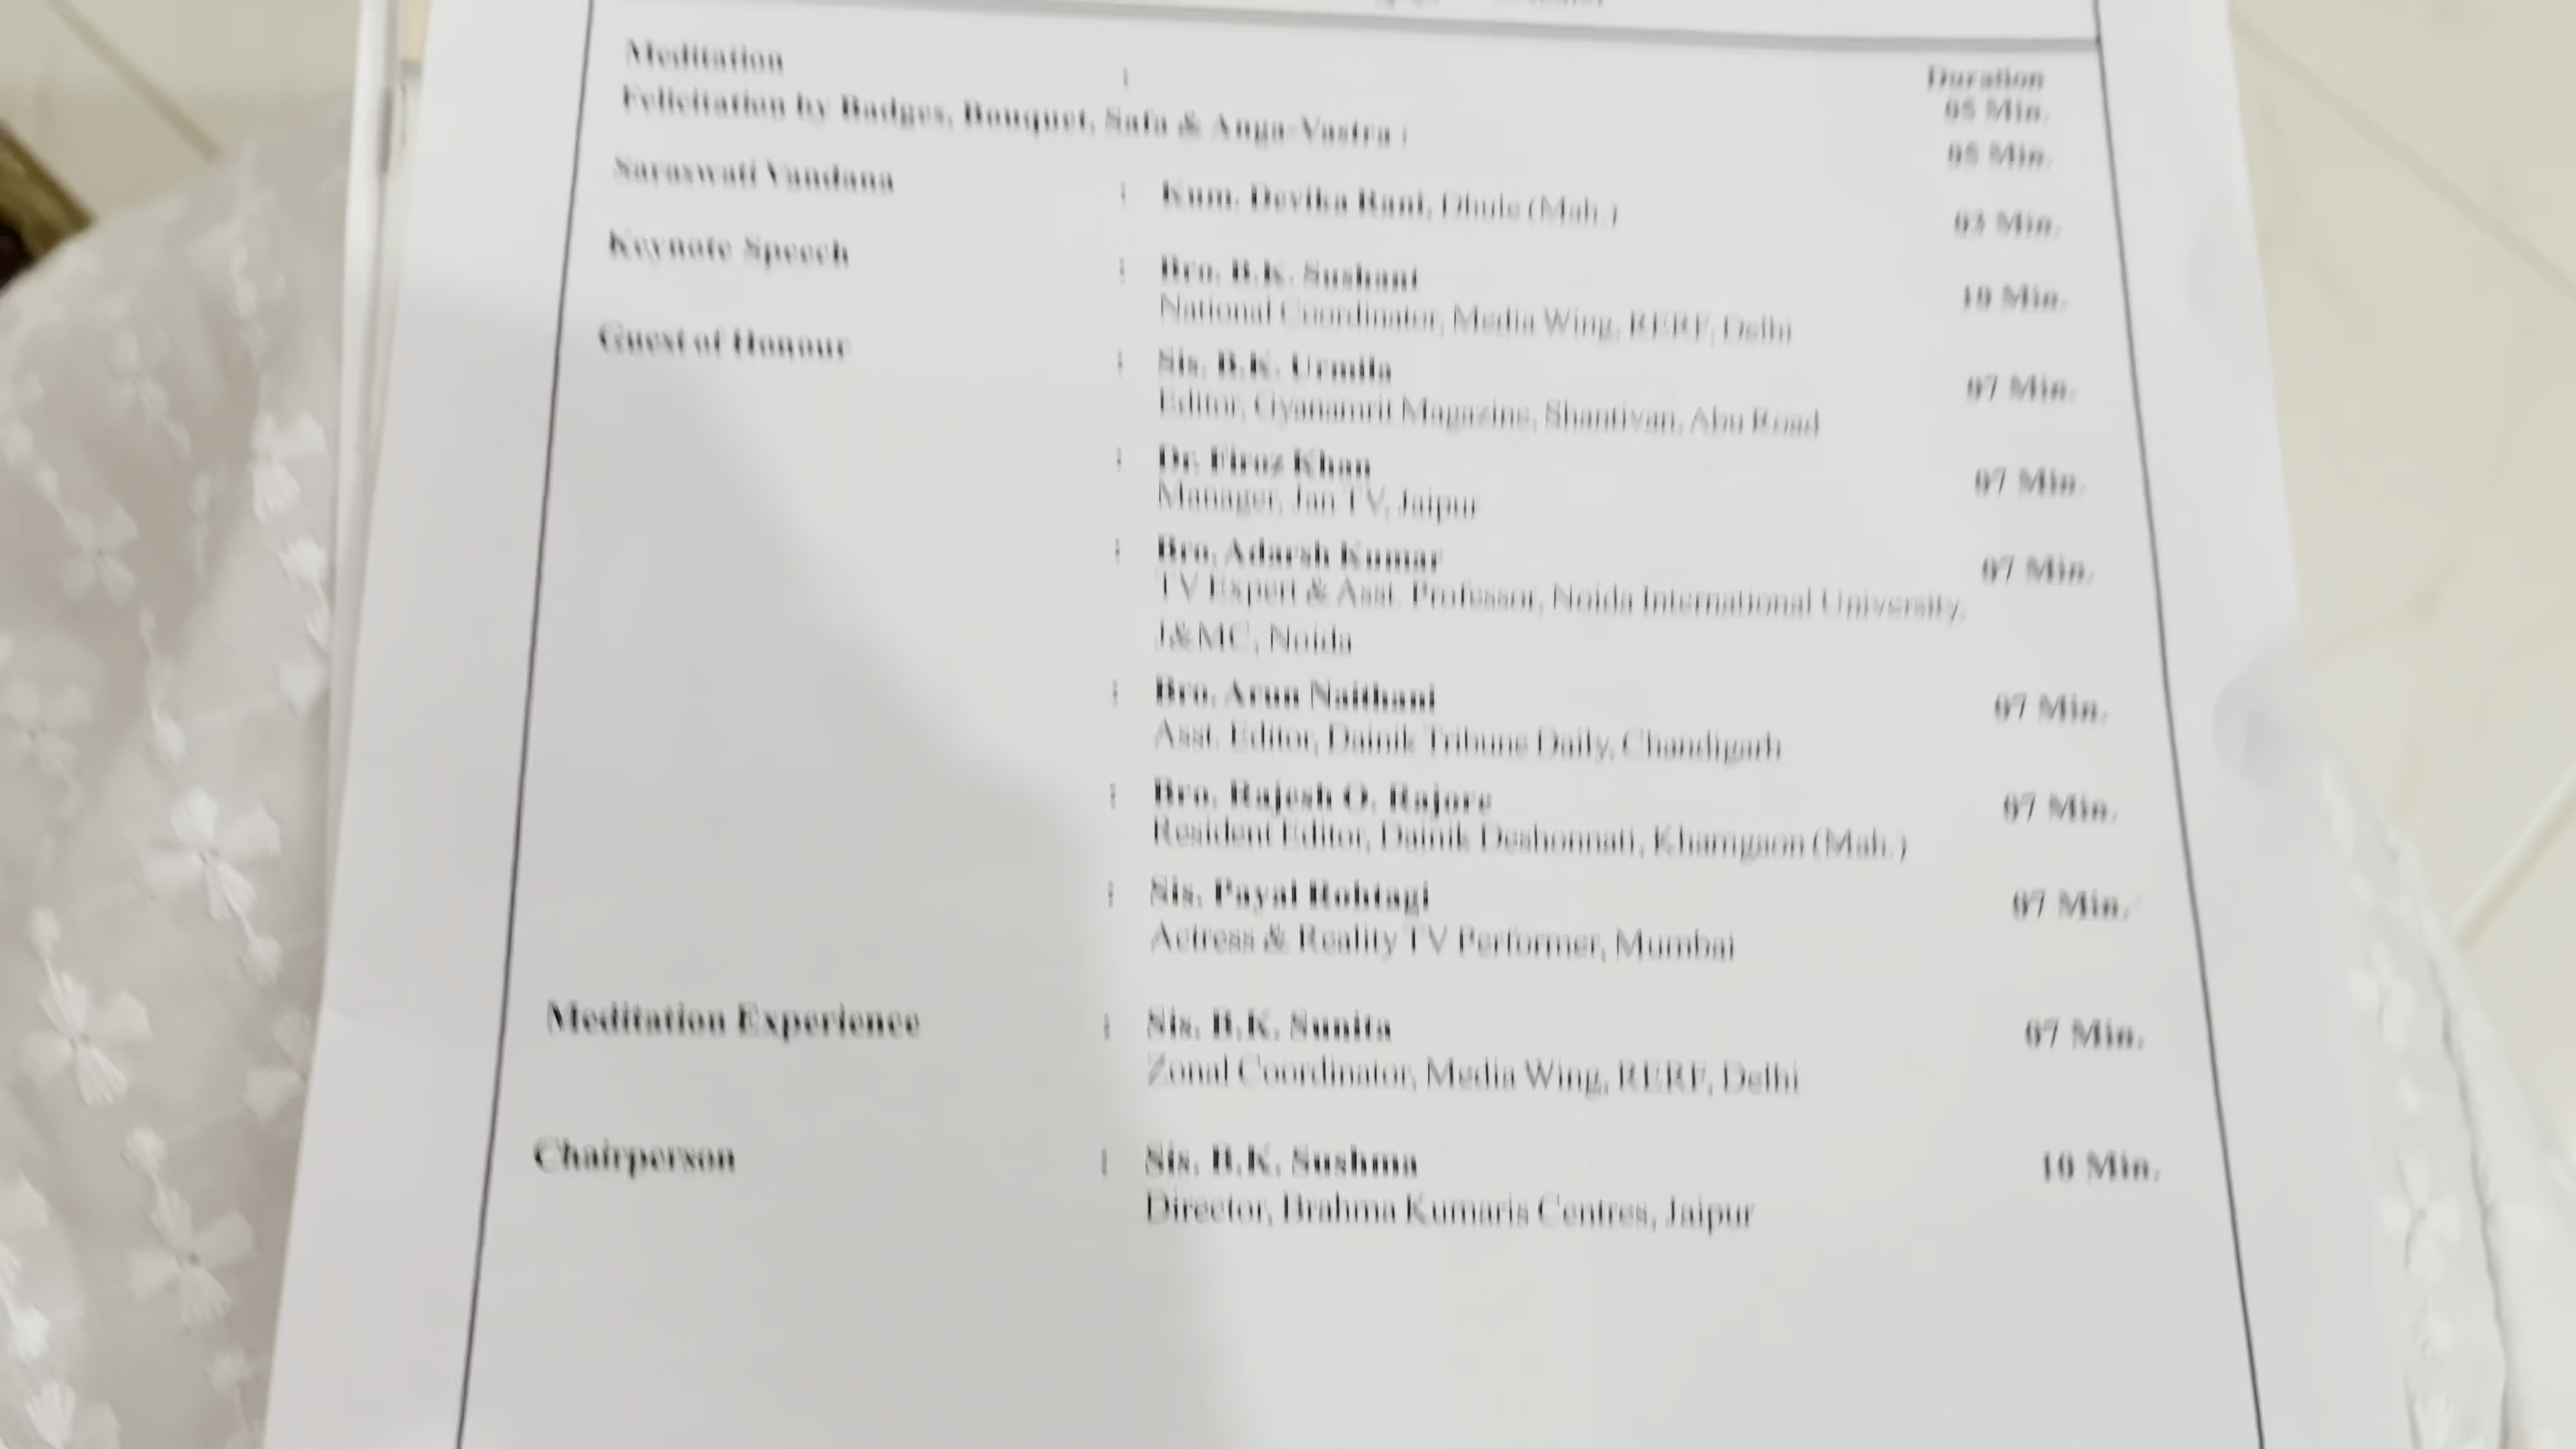 Duration
Meditation : 05 Min.
Felicitation by Badges, Bouquet, Safa & Anga-Vastra : 05 Min.
Saraswati Vandana : Kum. Devika Rani, Dhule (Mah.) 03 Min.
Keynote Speech : Bro. B.K. Sushant 10 Min.
National Coordinator, Media Wing, RERF, Delhi
Guest of Honour : Sis. B.K. Urmila 07 Min.
Editor, Gyanamrit Magazine, Shantivan, Abu Road
: Dr. Firoz Khan 07 Min.
Manager, Jan TV, Jaipur
: Bro. Adarsh Kumar 07 Min.
TV Expert & Asst. Professor, Noida International University,
J&MC, Noida
: Bro. Arun Naithani 07 Min.
Asst. Editor, Dainik Tribune Daily, Chandigarh
: Bro. Rajesh O. Rajore 07 Min.
Resident Editor, Dainik Deshonnati, Khamgaon (Mah.)
: Sis. Payal Rohtagi 07 Min.
Actress & Reality TV Performer, Mumbai
Meditation Experience : Sis. B.K. Sunita 07 Min.
Zonal Coordinator, Media Wing, RERF, Delhi
Chairperson : Sis. B.K. Sushma 10 Min.
Director, Brahma Kumaris Centres, Jaipur